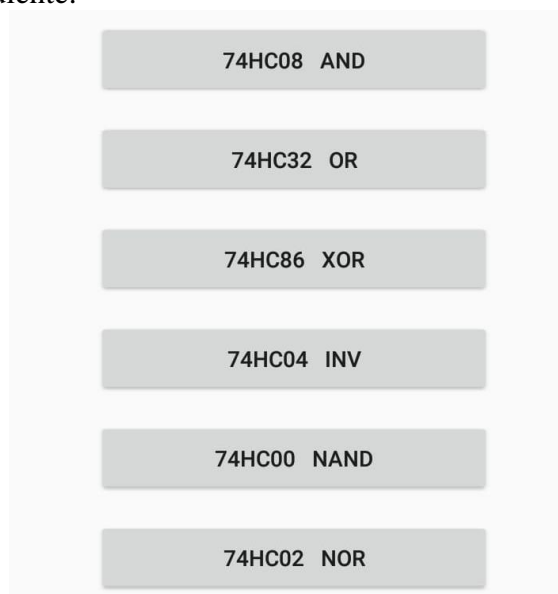 74HC08 AND
74HC32 OR
74HC86 XOR
74HC04 INV
74HC00 NAND
74HC02 NOR